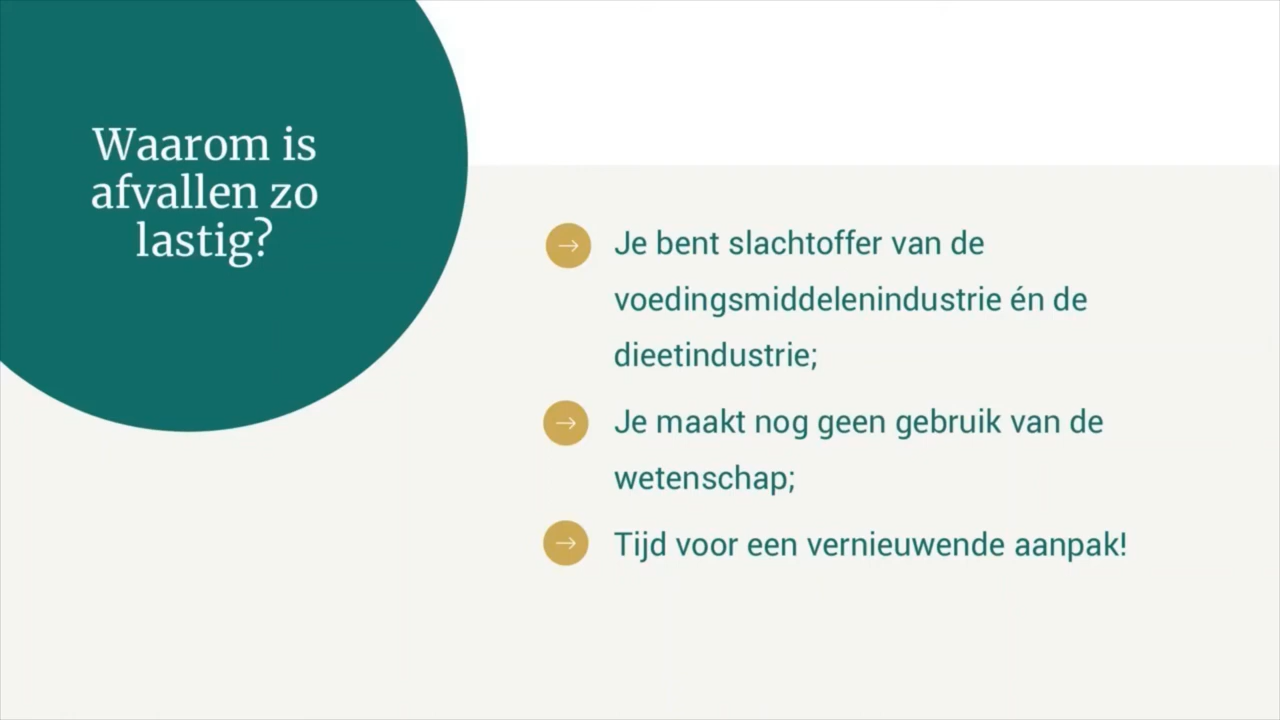 Waarom is
afvallen zo
lastig?
Je bent slachtoffer van de
voedingsmiddelenindustrie én de
dieetindustrie;
Je maakt nog geen gebruik van de
wetenschap;
Tijd voor een vernieuwende aanpak!